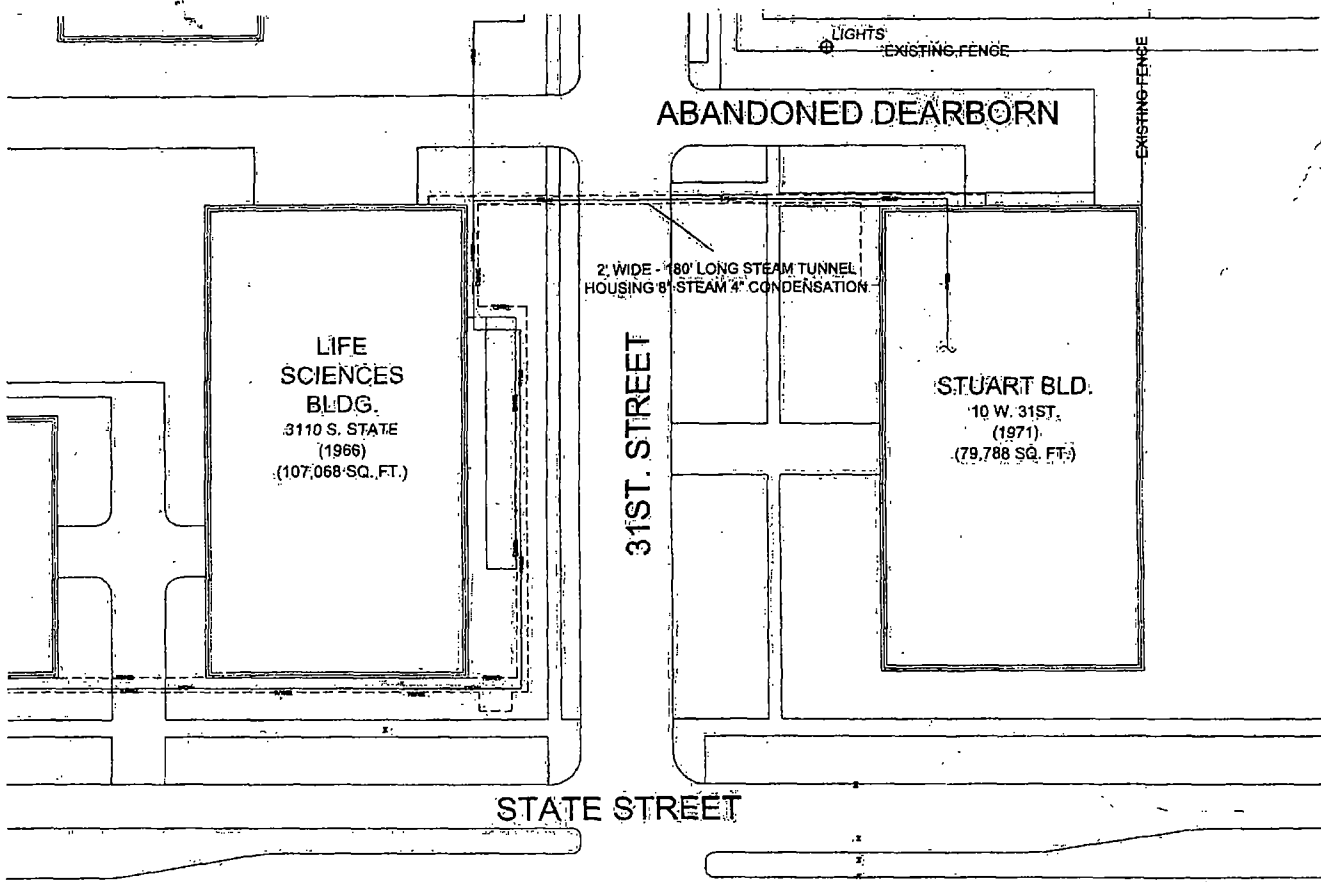 LIGHTS
EXISTING FENCE
EXISTING FENCE
ABANDONED DEARBORN
2' WIDE - 180' LONG STEAM TUNNEL
HOUSING 8" STEAM 4" CONDENSATION
LIFE
SCIENCES
BLDG.
3110 S. STATE
(1966)
(107,068 SQ. FT.)
31ST. STREET
STUART BLD.
10 W. 31ST.
(1971)
(79,788 SQ. FT.)
STATE STREET